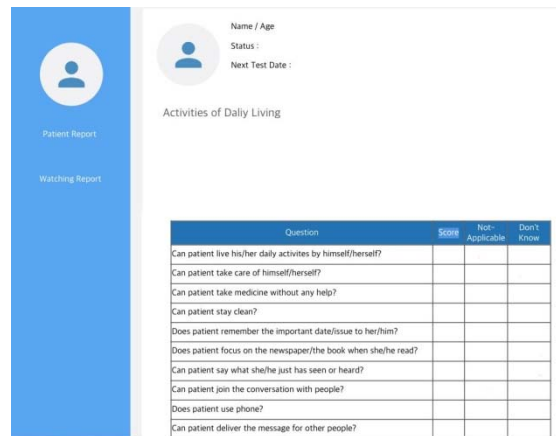 Patient Report
Watching Report
Name / Age
Status :
Next Test Date :
Activities of Daliy Living
Question Score Not-Applicable Don't Know
Can patient live his/her daily activites by himself/herself?
Can patient take care of himself/herself?
Can patient take medicine without any help?
Can patient stay clean?
Does patient remember the important date/issue to her/him?
Does patient focus on the newspaper/the book when she/he read?
Can patient say what she/he just has seen or heard?
Can patient join the conversation with people?
Does patient use phone?
Can patient deliver the message for other people?